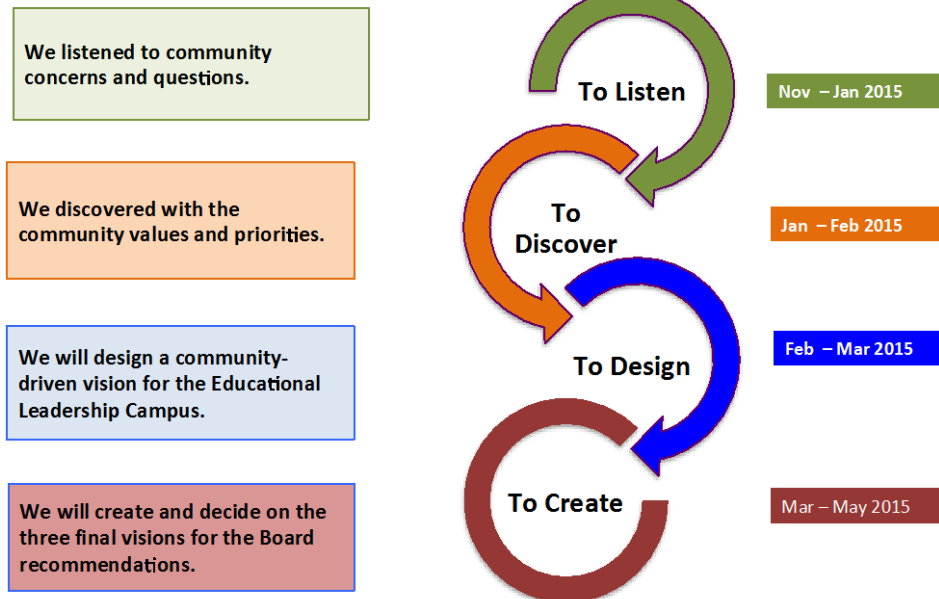 We listened to community
concerns and questions.
To Listen
Nov – Jan 2015
We discovered with the
community values and priorities.
To
Discover
Jan – Feb 2015
We will design a community-
driven vision for the Educational
Leadership Campus.
To Design
Feb – Mar 2015
We will create and decide on the
three final visions for the Board
recommendations.
To Create
Mar – May 2015